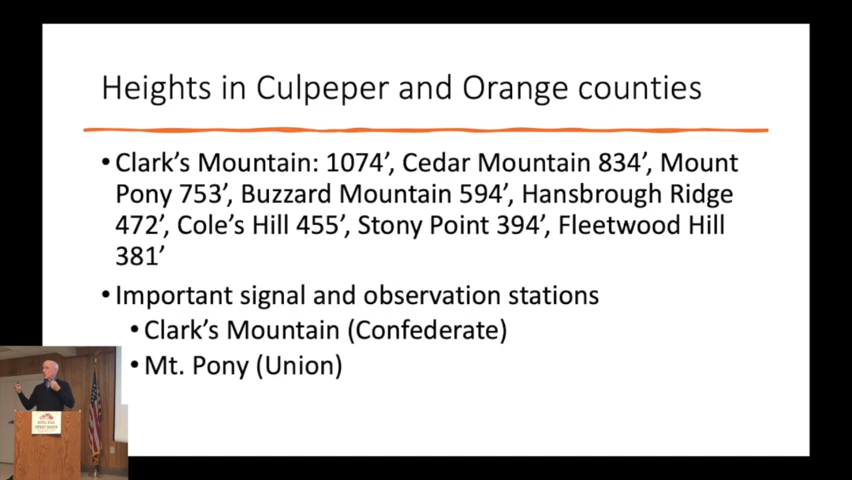 Heights in Culpeper and Orange counties
• Clark’s Mountain: 1074’, Cedar Mountain 834’, Mount
Pony 753’, Buzzard Mountain 594’, Hansbrough Ridge
472’, Cole’s Hill 455’, Stony Point 394’, Fleetwood Hill
381’
• Important signal and observation stations
• Clark’s Mountain (Confederate)
• Mt. Pony (Union)